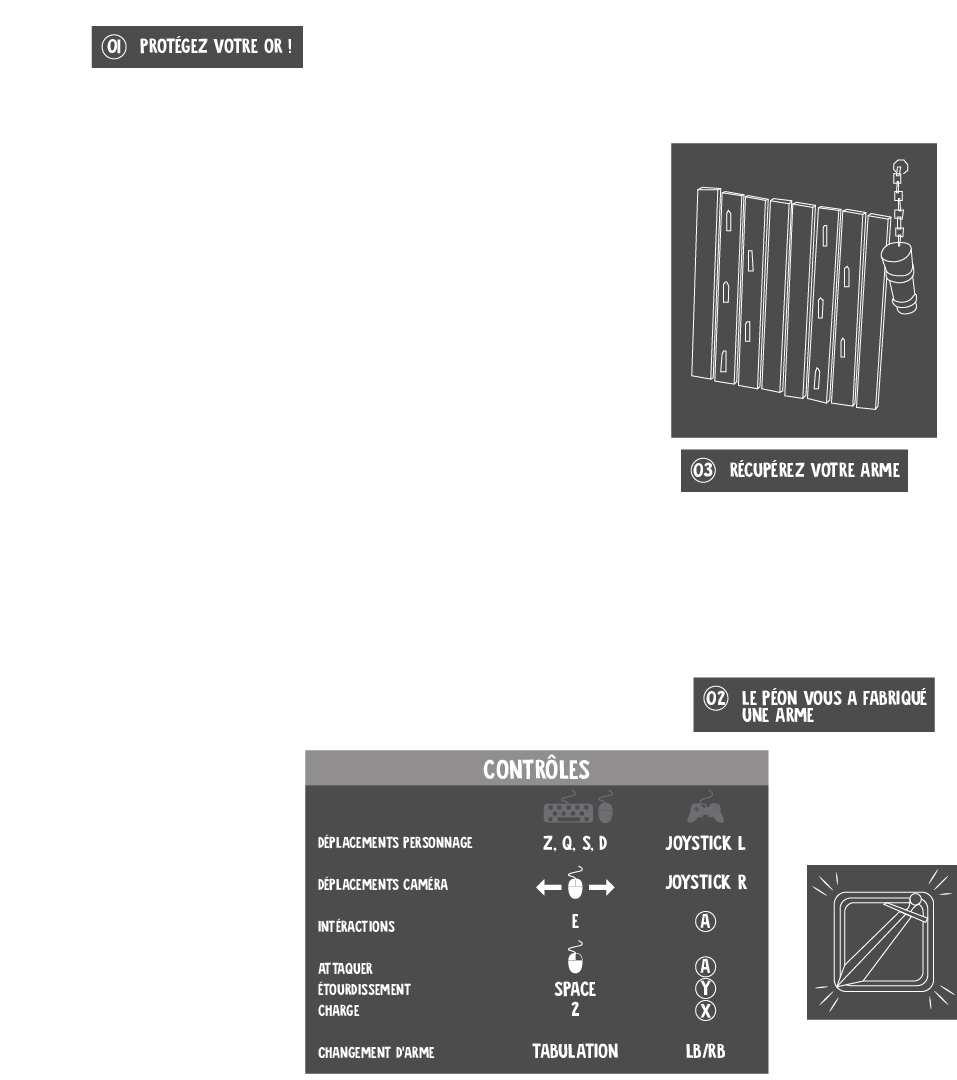 01 PROTÉGEZ VOTRE OR !
03 RÉCUPÉREZ VOTRE ARME
02 LE PÉON VOUS A FABRIQUÉ
UNE ARME
CONTRÔLES
DÉPLACEMENTS PERSONNAGE Z, Q, S, D JOYSTICK L
DÉPLACEMENTS CAMÉRA JOYSTICK R
INTÉRACTIONS E A
ATTAQUER A
ÉTOURDISSEMENT SPACE Y
CHARGE 2 X
CHANGEMENT D'ARME TABULATION LB/RB